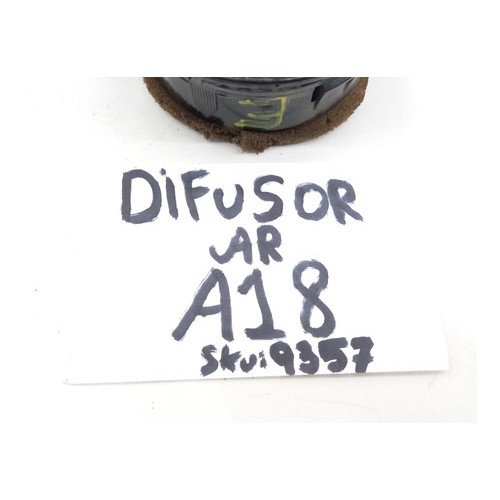 DiFUSOR
AR
A18
Sku:9357